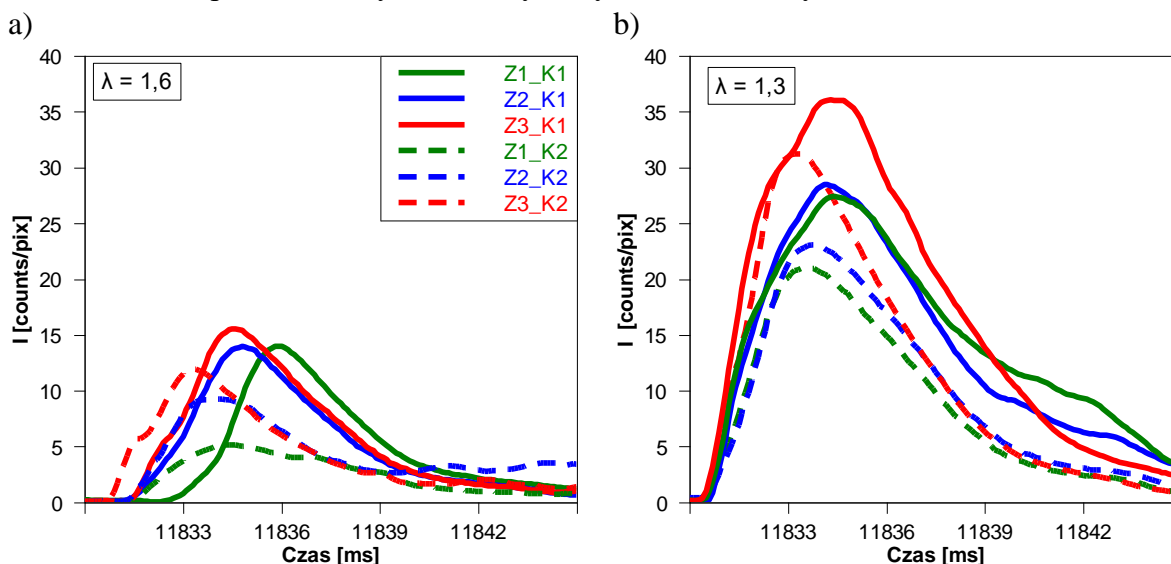 a)
b)
λ = 1,6
Z1_K1
Z2_K1
Z3_K1
Z1_K2
Z2_K2
Z3_K2
40
35
30
25
20
15
10
5
0
I [counts/pix]
11833
11836
11839
11842
Czas [ms]
λ = 1,3
40
35
30
25
20
15
10
5
0
I [counts/pix]
11833
11836
11839
11842
Czas [ms]